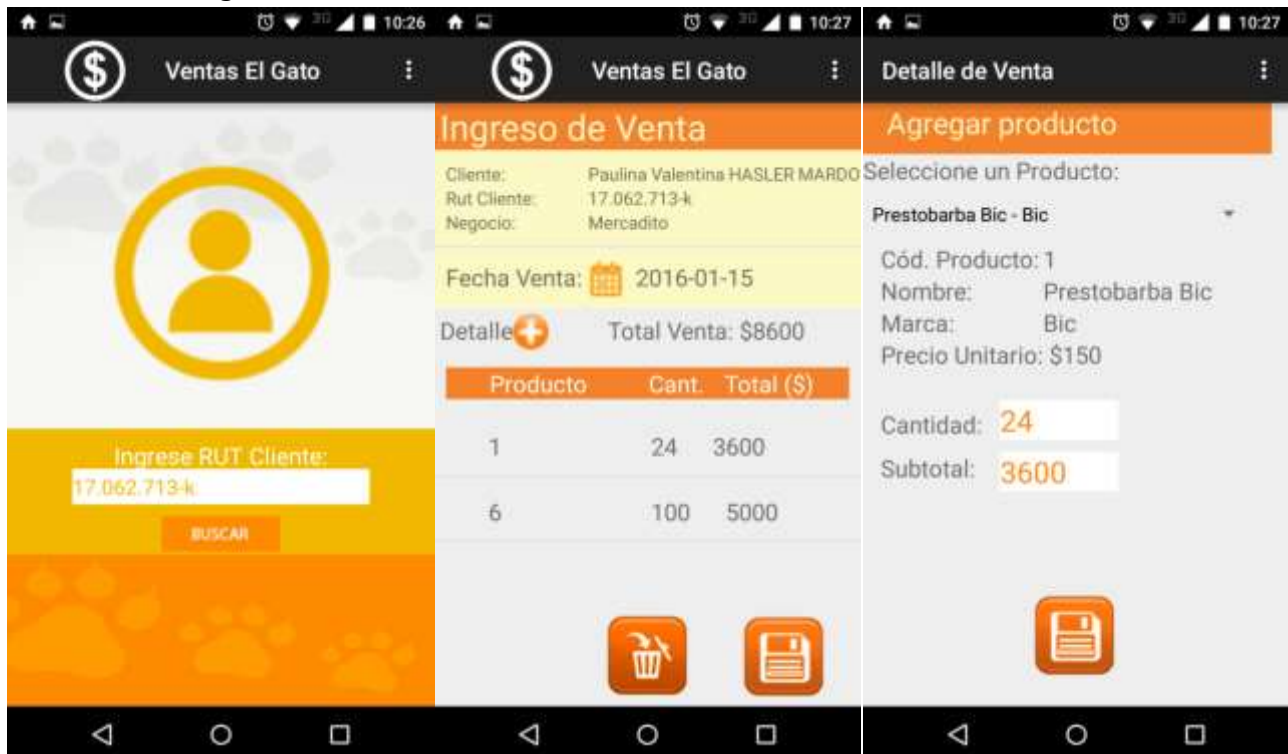 10:26
Ventas El Gato
Ingrese RUT Cliente:
17.062.713-k
BUSCAR
3G 10:27
Ventas El Gato
Ingreso de Venta
Cliente: Paulina Valentina HASLER MARDO
Rut Cliente: 17.062.713-k
Negocio: Mercadito
Fecha Venta: 2016-01-15
Detalle Total Venta: $8600
Producto Cant. Total ($)
1 24 3600
6 100 5000
3G 10:27
Detalle de Venta
Agregar producto
Seleccione un Producto:
Prestobarba Bic - Bic
Cód. Producto: 1
Nombre: Prestobarba Bic
Marca: Bic
Precio Unitario: $150
Cantidad: 24
Subtotal: 3600